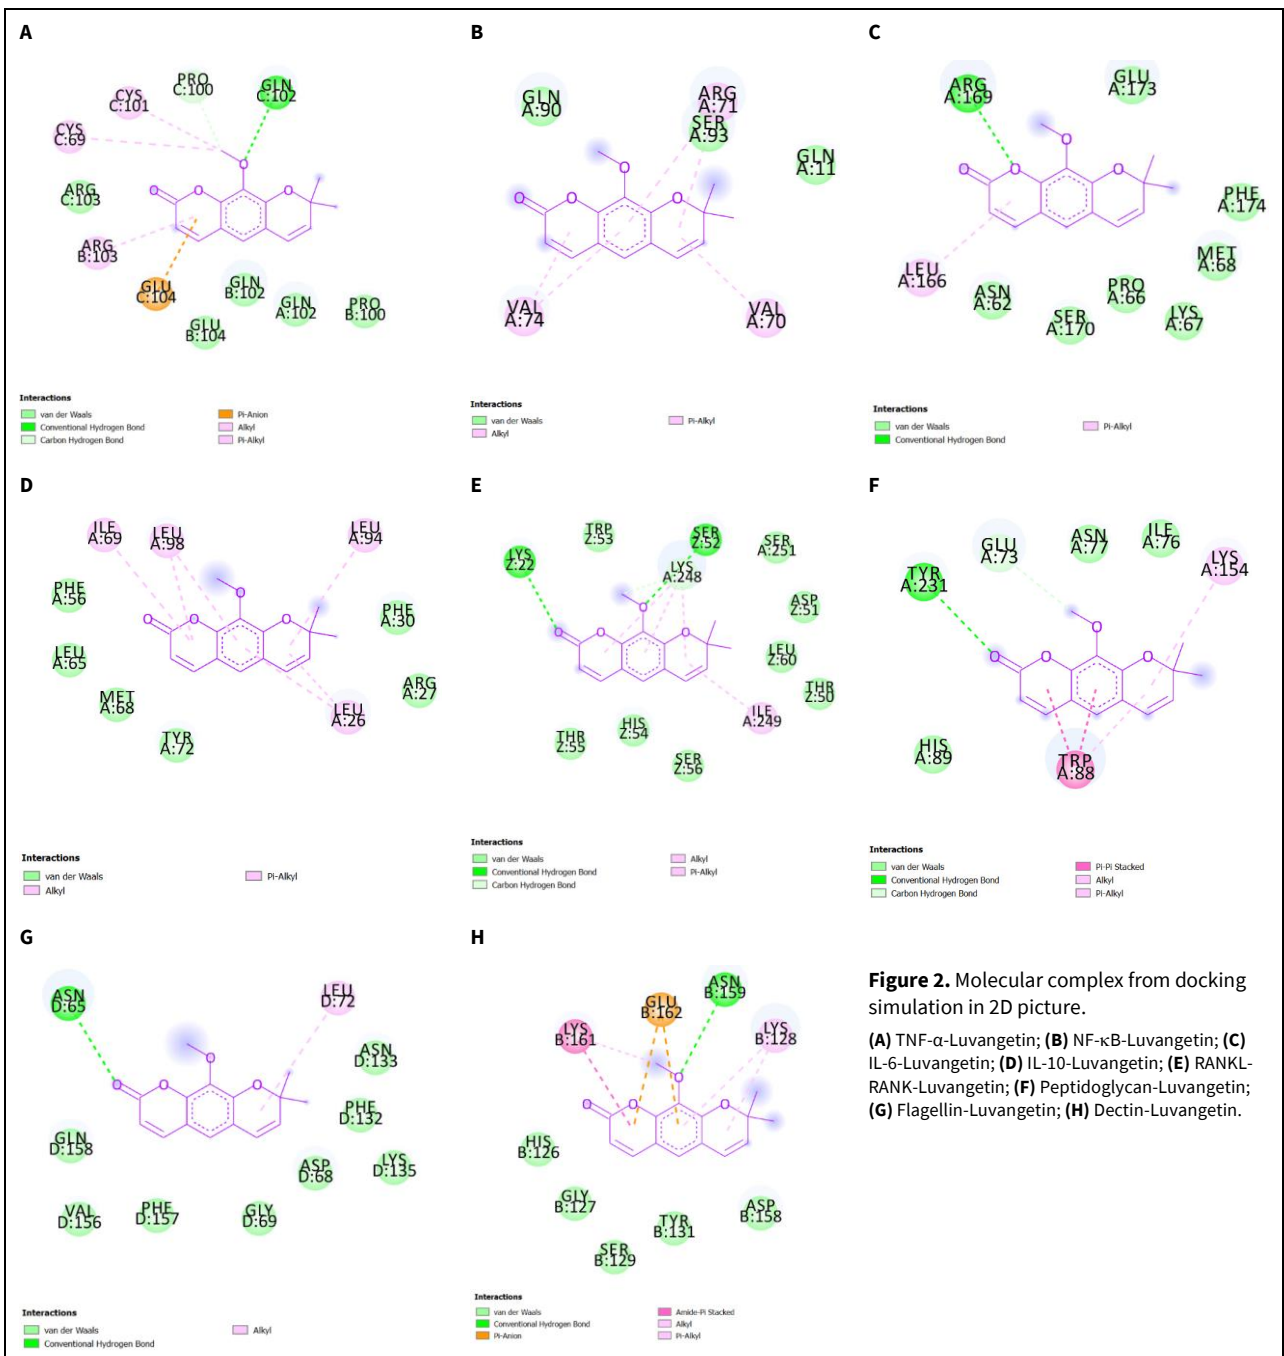 A
PRO
C:100
GLN
C:102
CYS
C:101
CYS
C:69
ARG
C:103
ARG
B:103
GLU
C:104
GLN
B:102
GLN
A:102
PRO
B:100
GLU
B:104
O
O
O
O
Interactions
van der Waals
Conventional Hydrogen Bond
Carbon Hydrogen Bond
Pi-Anion
Alkyl
Pi-Alkyl
B
GLN
A:90
ARG
A:71
SER
A:93
GLN
A:11
VAL
A:74
VAL
A:70
O
O
O
O
Interactions
van der Waals
Alkyl
Pi-Alkyl
C
ARG
A:169
GLU
A:173
PHE
A:174
MET
A:68
LEU
A:166
ASN
A:62
PRO
A:66
SER
A:170
LYS
A:67
O
O
O
O
Interactions
van der Waals
Conventional Hydrogen Bond
Pi-Alkyl
D
ILE
A:69
LEU
A:98
LEU
A:94
PHE
A:56
PHE
A:30
LEU
A:65
ARG
A:27
MET
A:68
LEU
A:26
TYR
A:72
O
O
O
O
Interactions
van der Waals
Alkyl
Pi-Alkyl
E
TRP
Z:53
SER
Z:52
SER
A:251
LYS
Z:22
LYS
A:248
ASP
Z:51
LEU
Z:60
THR
Z:50
ILE
A:249
HIS
Z:54
THR
Z:55
SER
Z:56
O
O
O
O
Interactions
van der Waals
Conventional Hydrogen Bond
Carbon Hydrogen Bond
Alkyl
Pi-Alkyl
F
GLU
A:73
ASN
A:77
ILE
A:76
LYS
A:154
TYR
A:231
HIS
A:89
TRP
A:88
O
O
O
O
Interactions
van der Waals
Conventional Hydrogen Bond
Carbon Hydrogen Bond
Pi-Pi Stacked
Alkyl
Pi-Alkyl
G
ASN
D:65
LEU
D:72
ASN
D:133
PHE
D:132
GLN
D:158
ASP
D:68
LYS
D:135
VAL
D:156
PHE
D:157
GLY
D:69
O
O
O
O
Interactions
van der Waals
Conventional Hydrogen Bond
Alkyl
H
ASN
B:159
GLU
B:162
LYS
B:161
LYS
B:128
HIS
B:126
GLY
B:127
ASP
B:158
TYR
B:131
SER
B:129
O
O
O
O
Interactions
van der Waals
Conventional Hydrogen Bond
Pi-Anion
Amide-Pi Stacked
Alkyl
Pi-Alkyl
Figure 2. Molecular complex from docking
simulation in 2D picture.
(A) TNF-α-Luvangetin; (B) NF-κB-Luvangetin; (C)
IL-6-Luvangetin; (D) IL-10-Luvangetin; (E) RANKL-
RANK-Luvangetin; (F) Peptidoglycan-Luvangetin;
(G) Flagellin-Luvangetin; (H) Dectin-Luvangetin.